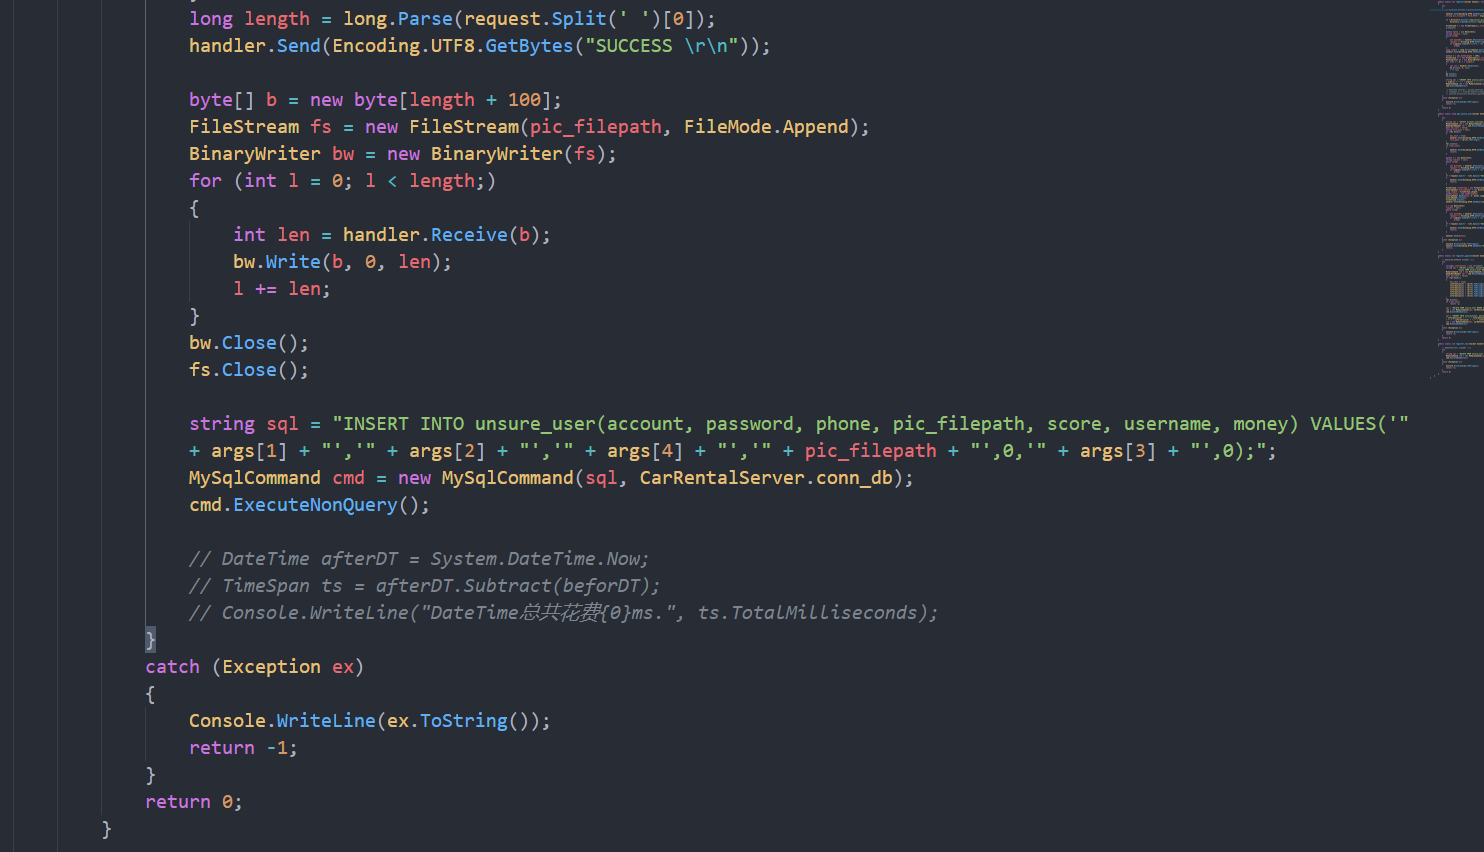 long length = long.Parse(request.Split(' ')[0]);
handler.Send(Encoding.UTF8.GetBytes("SUCCESS \r\n"));
byte[] b = new byte[length + 100];
FileStream fs = new FileStream(pic_filepath, FileMode.Append);
BinaryWriter bw = new BinaryWriter(fs);
for (int l = 0; l < length;)
{
int len = handler.Receive(b);
bw.Write(b, 0, len);
l += len;
}
bw.Close();
fs.Close();
string sql = "INSERT INTO unsure_user(account, password, phone, pic_filepath, score, username, money) VALUES('"
+ args[1] + "','" + args[2] + "','" + args[4] + "','" + pic_filepath + "',0,'" + args[3] + "',0);";
MySqlCommand cmd = new MySqlCommand(sql, CarRentalServer.conn_db);
cmd.ExecuteNonQuery();
// DateTime afterDT = System.DateTime.Now;
// TimeSpan ts = afterDT.Subtract(beforDT);
// Console.WriteLine("DateTime总共花费{0}ms.", ts.TotalMilliseconds);
}
catch (Exception ex)
{
Console.WriteLine(ex.ToString());
return -1;
}
return 0;
}